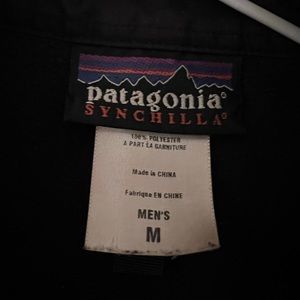 patagonia®
SYNCHILLA®
100% POLYESTER
A PART LA GARNITURE
Made in CHINA
Fabriqué EN CHINE
MEN'S
M